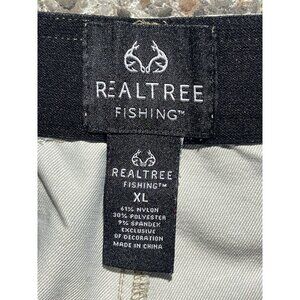 REALTREE
FISHING™
REALTREE
FISHING™
XL
61% NYLON
30% POLYESTER
9% SPANDEX
EXCLUSIVE
OF DECORATION
MADE IN CHINA